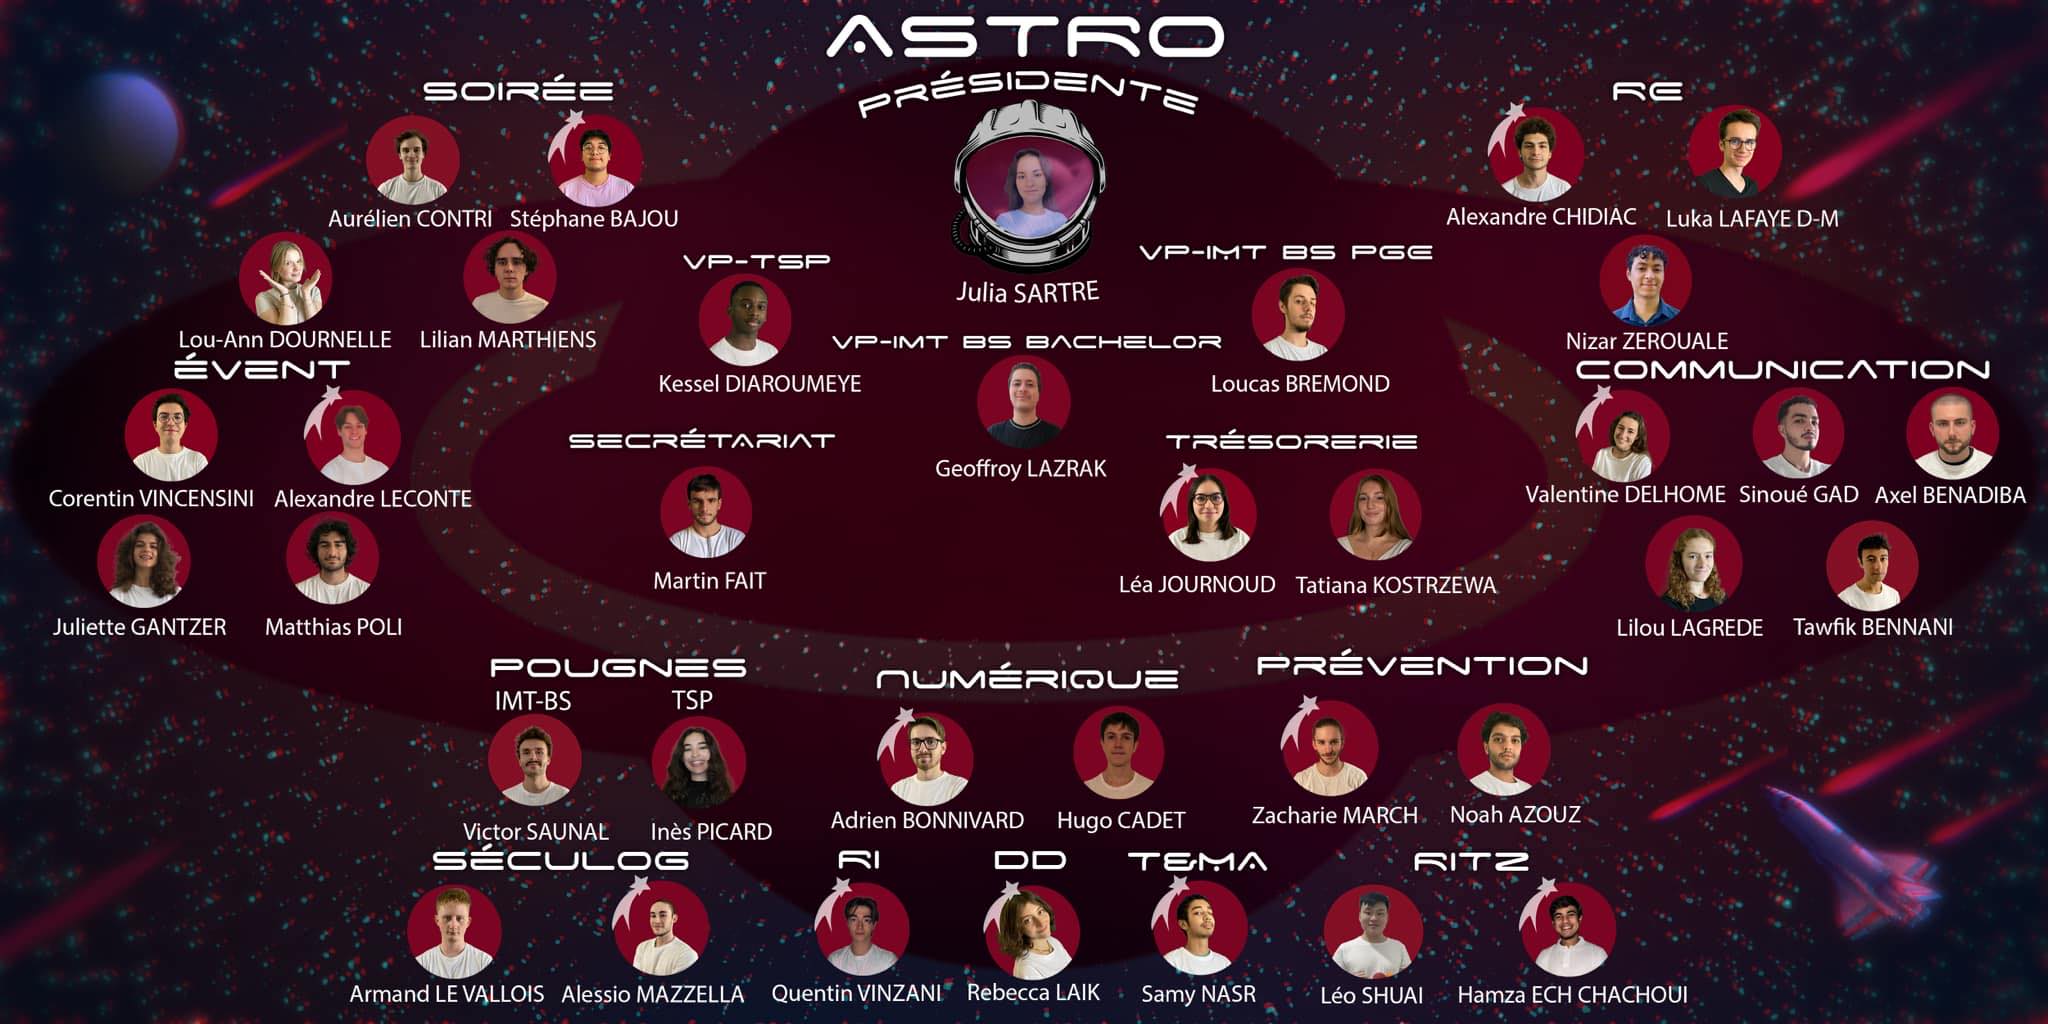 ASTRO
PRÉSIDENTE
Julia SARTRE
SOIRÉE
Aurélien CONTRI
Stéphane BAJOU
Lou-Ann DOURNELLE
Lilian MARTHIENS
RE
Alexandre CHIDIAC
Luka LAFAYE D-M
Nizar ZEROUALE
VP-TSP
Kessel DIAROUMEYE
VP-IMT BS BACHELOR
Geoffroy LAZRAK
VP-IMT BS PGE
Loucas BREMOND
ÉVENT
Corentin VINCENSINI
Alexandre LECONTE
Juliette GANTZER
Matthias POLI
SECRÉTARIAT
Martin FAIT
TRÉSORERIE
Léa JOURNOUD
Tatiana KOSTRZEWA
COMMUNICATION
Valentine DELHOME
Sinoué GAD
Axel BENADIBA
Lilou LAGREDE
Tawfik BENNANI
POUGNES
IMT-BS
TSP
Victor SAUNAL
Inès PICARD
NUMÉRIQUE
Adrien BONNIVARD
Hugo CADET
PRÉVENTION
Zacharie MARCH
Noah AZOUZ
SÉCULOG
Armand LE VALLOIS
Alessio MAZZELLA
RI
Quentin VINZANI
DD
Rebecca LAIK
T&MA
Samy NASR
RITZ
Léo SHUAI
Hamza ECH CHACHOUI